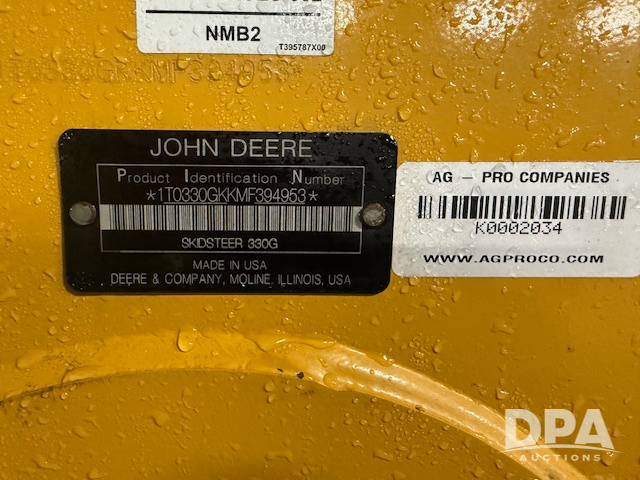 NMB2
T395787X00
1T0330GKKMF394953*
JOHN DEERE
Product Identification Number
*1T0330GKKMF394953*
SKIDSTEER 330G
MADE IN USA
DEERE & COMPANY, MOLINE, ILLINOIS, USA
AG - PRO COMPANIES
K0002034
WWW.AGPROCO.COM
DPA
AUCTIONS